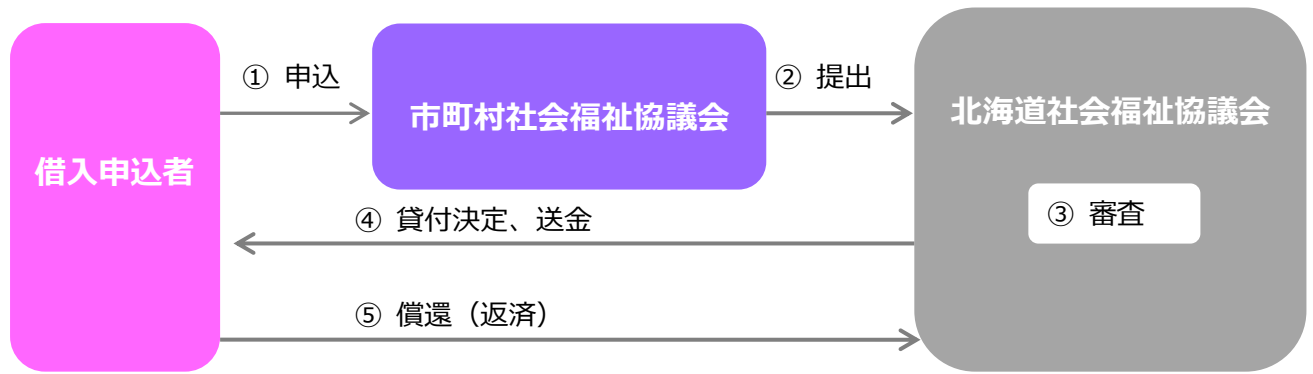 ① 申込
② 提出
市町村社会福祉協議会
北海道社会福祉協議会
借入申込者
③ 審査
④ 貸付決定、送金
⑤ 償還（返済）